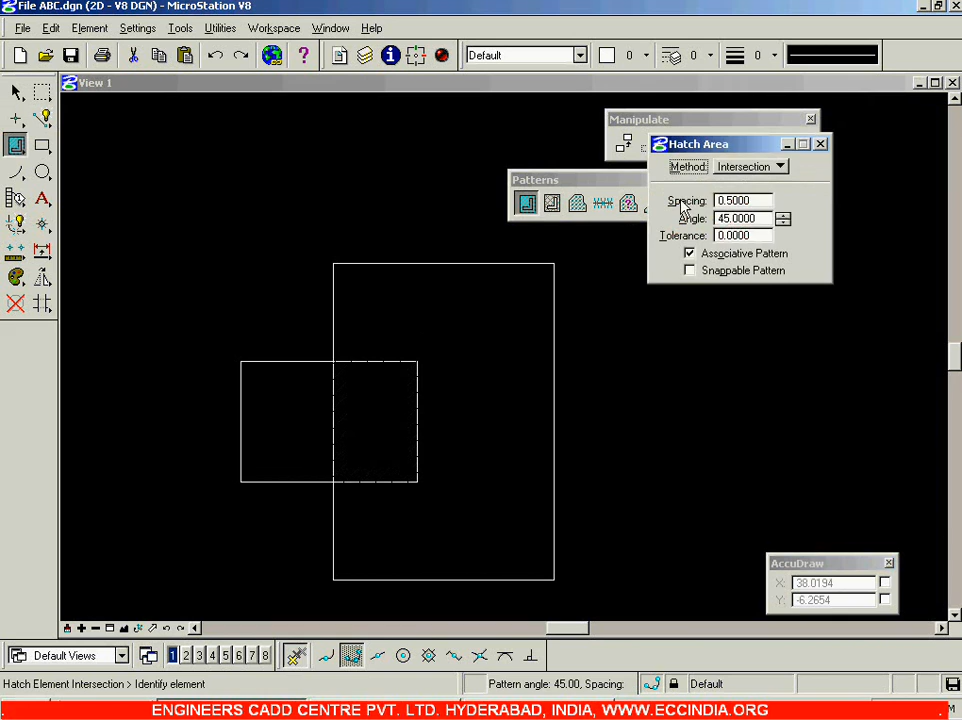 File ABC.dgn (2D - V8 DGN) - MicroStation V8
File Edit Element Settings Tools Utilities Workspace Window Help
Default 0 0 0
View 1
Manipulate
Hatch Area
Method: Intersection
Patterns
Spacing: 0.5000
Angle: 45.0000
Tolerance: 0.0000
Associative Pattern
Snappable Pattern
AccuDraw
X: 38.0194
Y: -6.2654
Default Views 1 2 3 4 5 6 7 8
Hatch Element Intersection > Identify element Pattern angle: 45.00, Spacing: Default
ENGINEERS CADD CENTRE PVT. LTD. HYDERABAD, INDIA, WWW.ECCINDIA.ORG